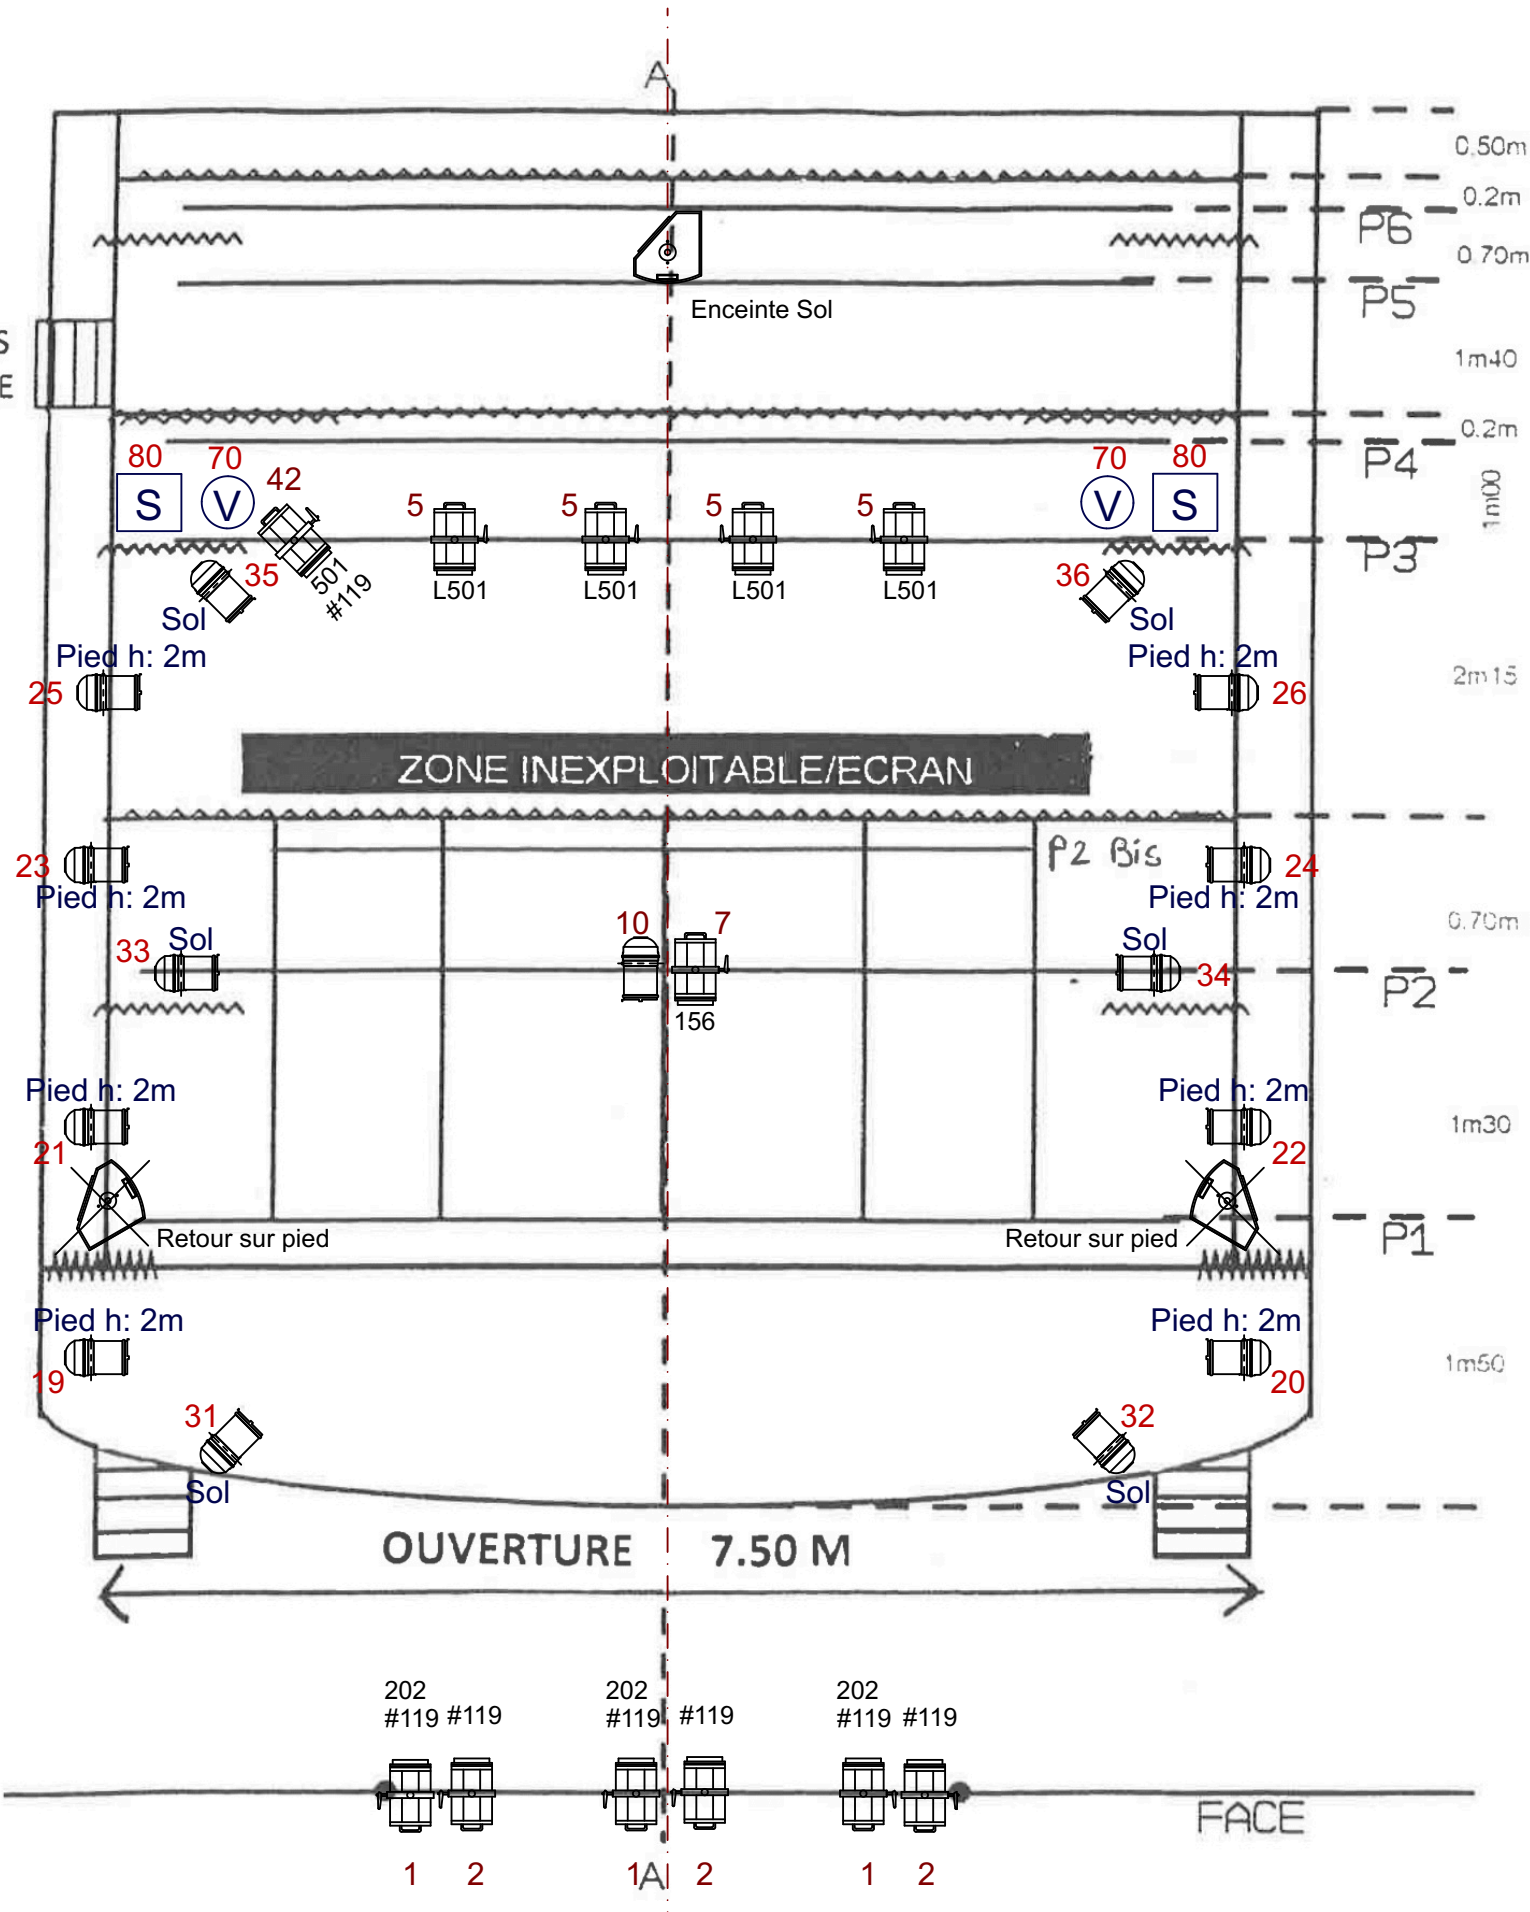 A
0.50m
0.2m
P6
0.70m
Enceinte Sol
P5
S
1m40
E
0.2m
80 70 42
70 80
P4
S V
5 5 5 5
V S
1m00
P3
35
501
#119
L501 L501 L501 L501
36
Sol
Sol
Pied h: 2m
Pied h: 2m
25
26
2m15
ZONE INEXPLOITABLE/ECRAN
P2 Bis
23
24
Pied h: 2m
Pied h: 2m
33 Sol
10 7
Sol
0.70m
34
P2
156
Pied h: 2m
Pied h: 2m
1m30
21
22
Retour sur pied
Retour sur pied
P1
Pied h: 2m
Pied h: 2m
19
20
1m50
31
32
Sol
Sol
OUVERTURE 7.50 M
202 202 202
#119 #119 #119 #119 #119 #119
FACE
1 2 1 A 2 1 2